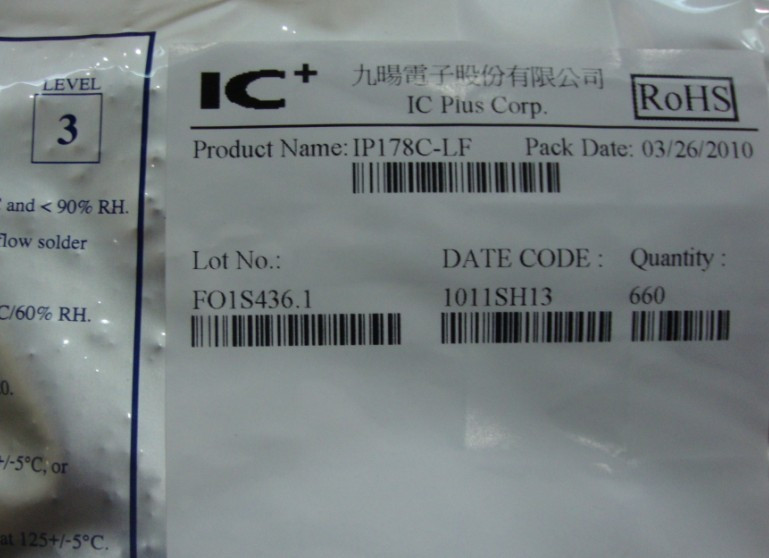 LEVEL
3
and < 90% RH.
flow solder
C/60% RH.
0.
+/-5°C, or
at 125+/-5°C.
IC+
九暘電子股份有限公司
IC Plus Corp.
RoHS
Product Name: IP178C-LF Pack Date: 03/26/2010
Lot No.: DATE CODE : Quantity :
FO1S436.1 1011SH13 660